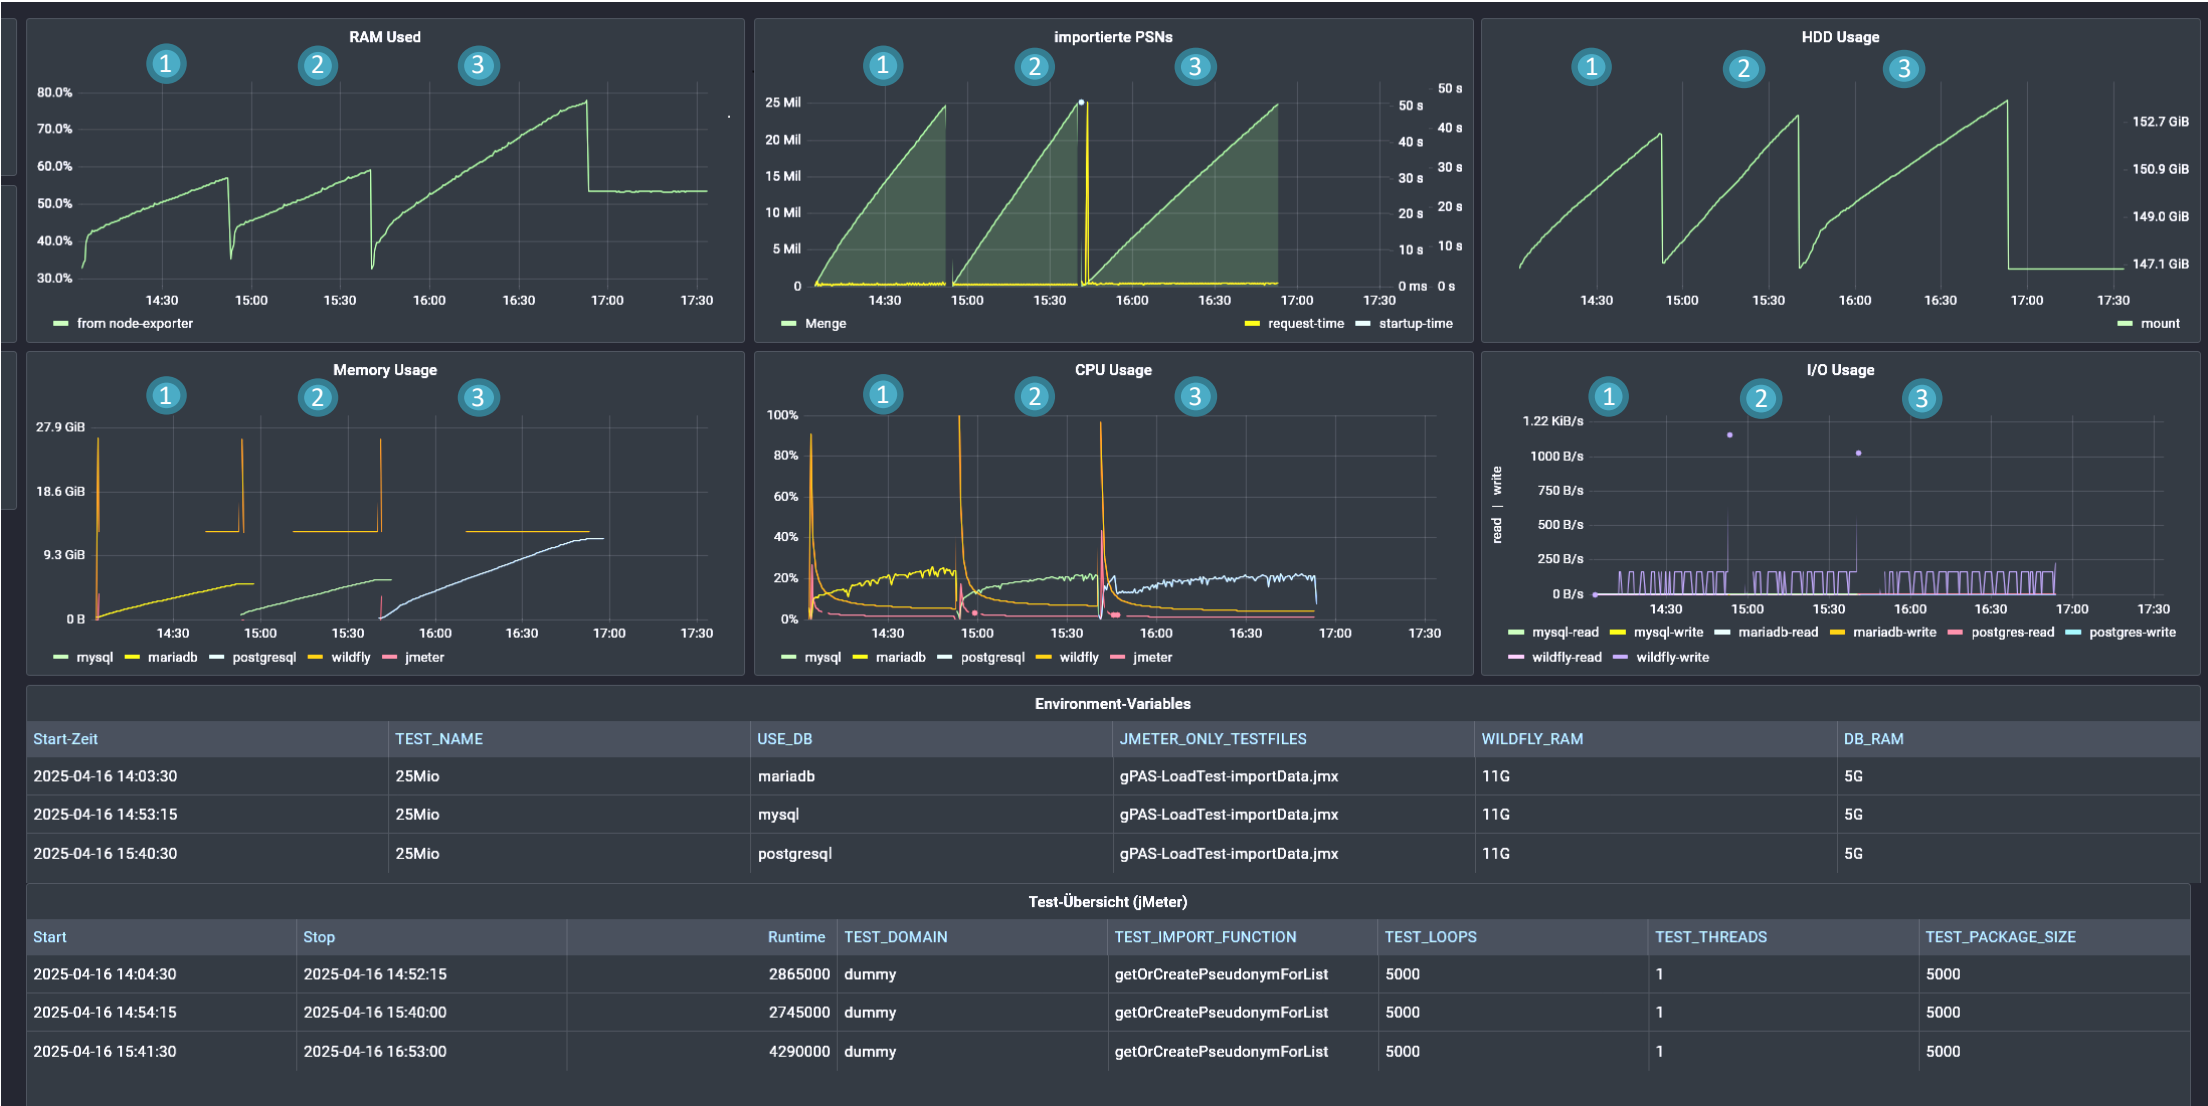 RAM Used
1 2 3
80.0%
70.0%
60.0%
50.0%
40.0%
30.0%
14:30 15:00 15:30 16:00 16:30 17:00 17:30
from node-exporter
importierte PSNs
1 2 3
25 Mil
20 Mil
15 Mil
10 Mil
5 Mil
0
50 s
40 s
30 s
20 s
10 s
0 ms
50 s
40 s
30 s
20 s
10 s
0 s
14:30 15:00 15:30 16:00 16:30 17:00 17:30
Menge request-time startup-time
HDD Usage
1 2 3
152.7 GiB
150.9 GiB
149.0 GiB
147.1 GiB
14:30 15:00 15:30 16:00 16:30 17:00 17:30
mount
Memory Usage
1 2 3
27.9 GiB
18.6 GiB
9.3 GiB
0 B
14:30 15:00 15:30 16:00 16:30 17:00 17:30
mysql mariadb postgresql wildfly jmeter
CPU Usage
1 2 3
100%
80%
60%
40%
20%
0%
14:30 15:00 15:30 16:00 16:30 17:00 17:30
mysql mariadb postgresql wildfly jmeter
I/O Usage
1 2 3
read | write
1.22 KiB/s
1000 B/s
750 B/s
500 B/s
250 B/s
0 B/s
14:30 15:00 15:30 16:00 16:30 17:00 17:30
mysql-read mysql-write mariadb-read mariadb-write postgres-read postgres-write
wildfly-read wildfly-write
Environment-Variables
Start-Zeit TEST_NAME USE_DB JMETER_ONLY_TESTFILES WILDFLY_RAM DB_RAM
2025-04-16 14:03:30 25Mio mariadb gPAS-LoadTest-importData.jmx 11G 5G
2025-04-16 14:53:15 25Mio mysql gPAS-LoadTest-importData.jmx 11G 5G
2025-04-16 15:40:30 25Mio postgresql gPAS-LoadTest-importData.jmx 11G 5G
Test-Übersicht (jMeter)
Start Stop Runtime TEST_DOMAIN TEST_IMPORT_FUNCTION TEST_LOOPS TEST_THREADS TEST_PACKAGE_SIZE
2025-04-16 14:04:30 2025-04-16 14:52:15 2865000 dummy getOrCreatePseudonymForList 5000 1 5000
2025-04-16 14:54:15 2025-04-16 15:40:00 2745000 dummy getOrCreatePseudonymForList 5000 1 5000
2025-04-16 15:41:30 2025-04-16 16:53:00 4290000 dummy getOrCreatePseudonymForList 5000 1 5000